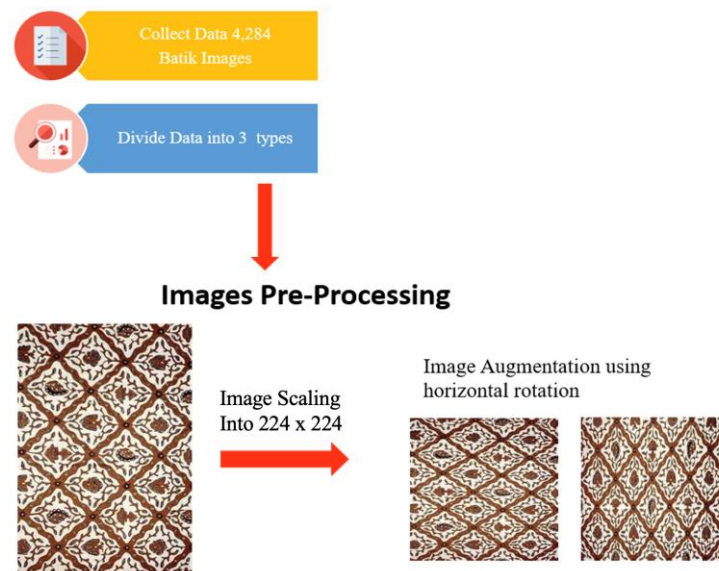 Collect Data 4,284
Batik Images
Divide Data into 3 types
Images Pre-Processing
Image Scaling
Into 224 x 224
Image Augmentation using
horizontal rotation